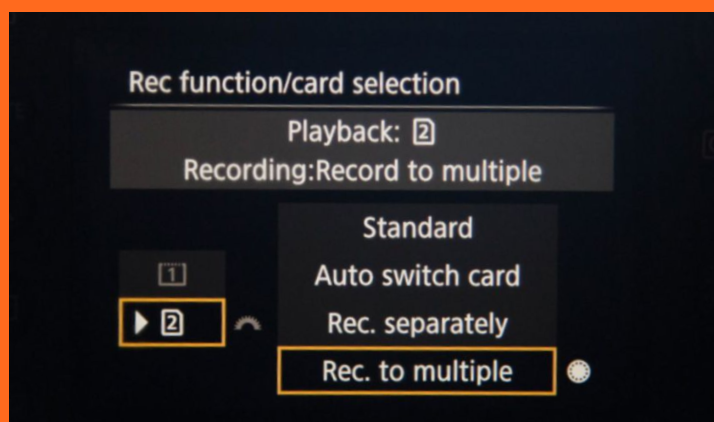 Rec function/card selection
Playback: 2
Recording:Record to multiple
Standard
1
Auto switch card
2
Rec. separately
Rec. to multiple